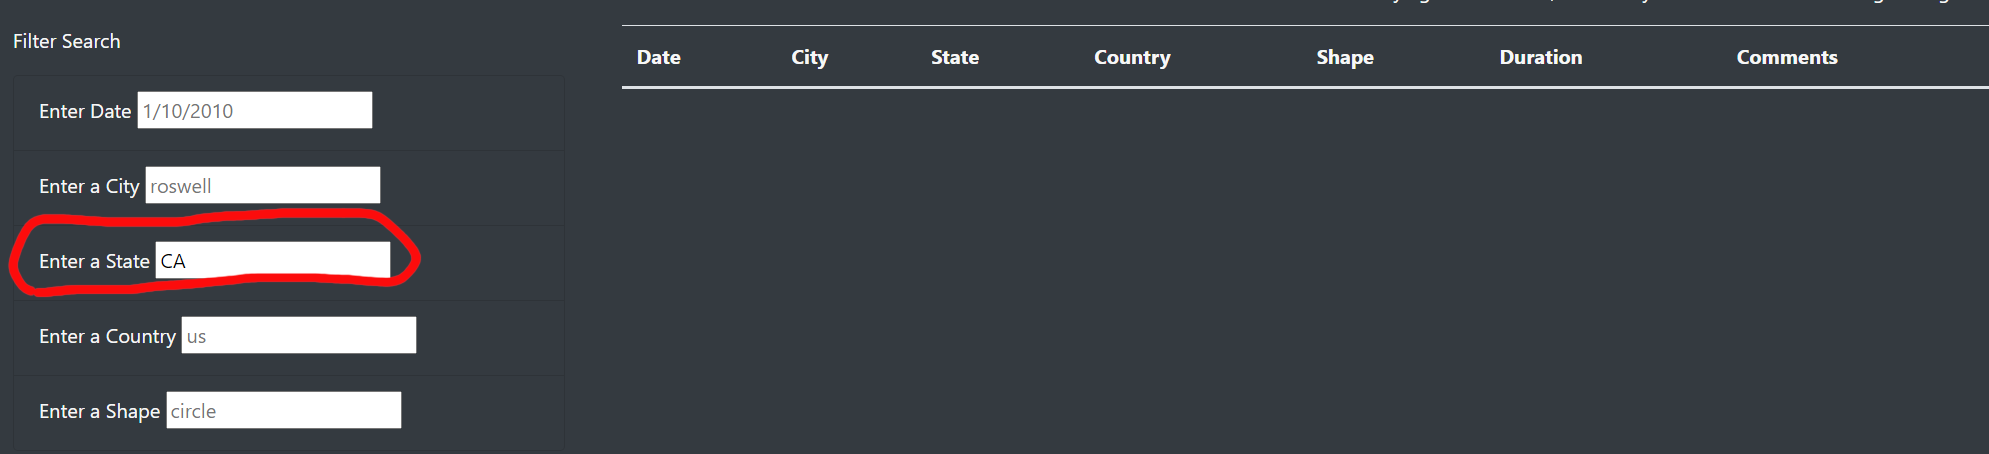 Filter Search
Date City State Country Shape Duration Comments
Enter Date 1/10/2010
Enter a City roswell
Enter a State CA
Enter a Country us
Enter a Shape circle